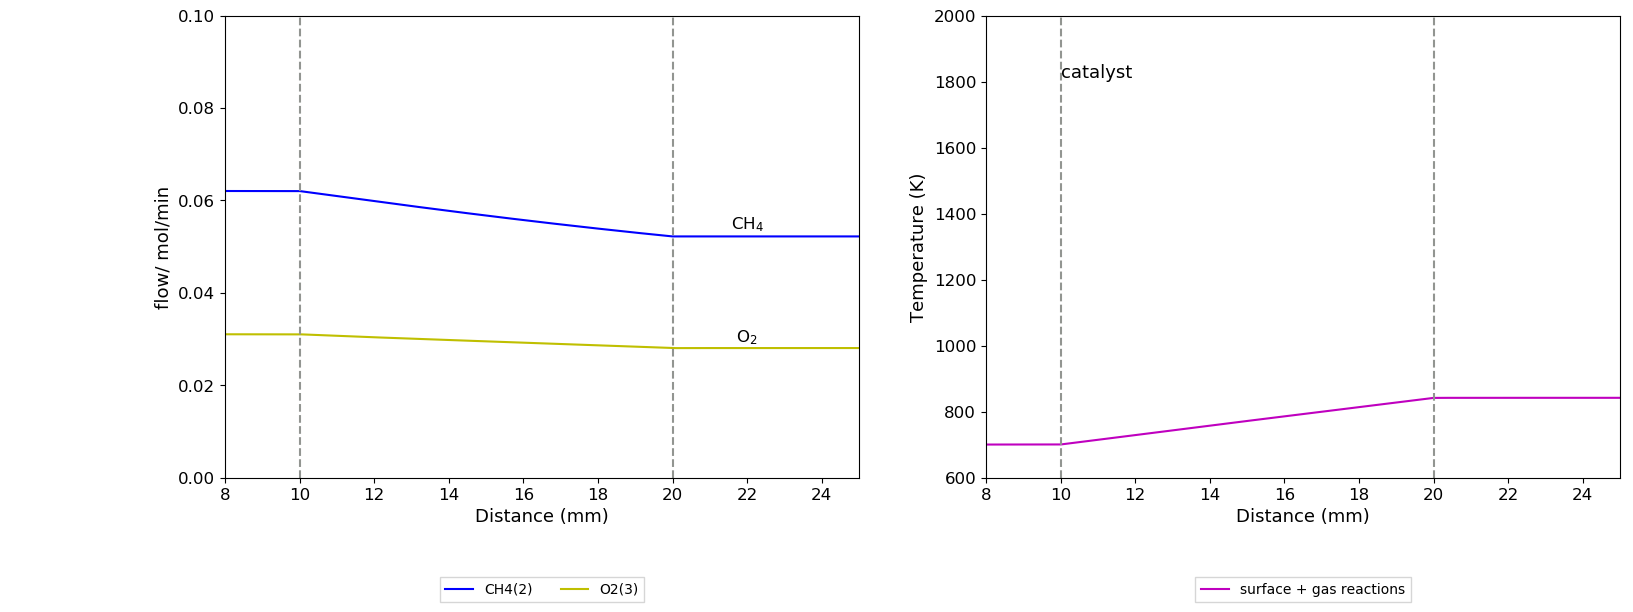 flow/ mol/min
0.10
0.08
0.06
0.04
0.02
0.00
CH₄
O₂
8 10 12 14 16 18 20 22 24
Distance (mm)
CH4(2) O2(3)
Temperature (K)
2000
1800
1600
1400
1200
1000
800
600
catalyst
8 10 12 14 16 18 20 22 24
Distance (mm)
surface + gas reactions